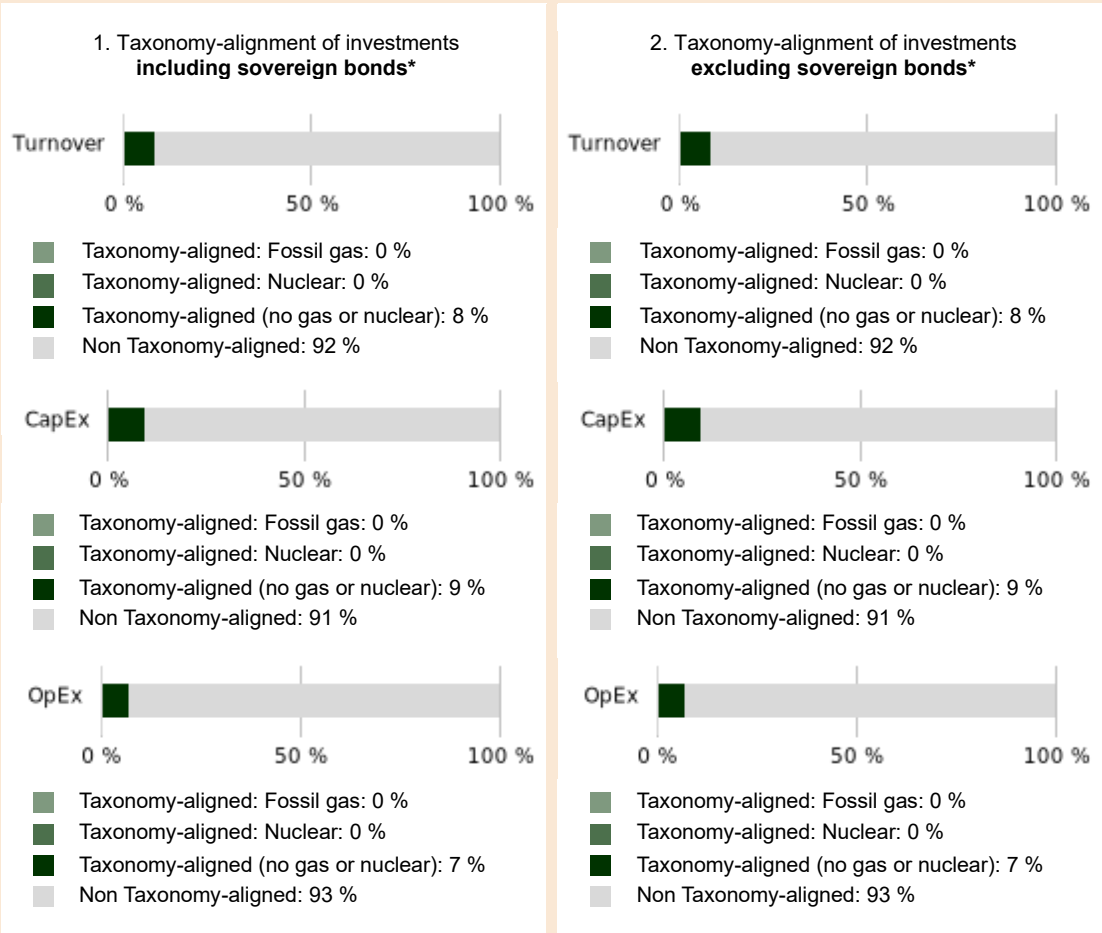 1. Taxonomy-alignment of investments
including sovereign bonds*
Turnover
0 % 50 % 100 %
Taxonomy-aligned: Fossil gas: 0 %
Taxonomy-aligned: Nuclear: 0 %
Taxonomy-aligned (no gas or nuclear): 8 %
Non Taxonomy-aligned: 92 %
CapEx
0 % 50 % 100 %
Taxonomy-aligned: Fossil gas: 0 %
Taxonomy-aligned: Nuclear: 0 %
Taxonomy-aligned (no gas or nuclear): 9 %
Non Taxonomy-aligned: 91 %
OpEx
0 % 50 % 100 %
Taxonomy-aligned: Fossil gas: 0 %
Taxonomy-aligned: Nuclear: 0 %
Taxonomy-aligned (no gas or nuclear): 7 %
Non Taxonomy-aligned: 93 %
2. Taxonomy-alignment of investments
excluding sovereign bonds*
Turnover
0 % 50 % 100 %
Taxonomy-aligned: Fossil gas: 0 %
Taxonomy-aligned: Nuclear: 0 %
Taxonomy-aligned (no gas or nuclear): 8 %
Non Taxonomy-aligned: 92 %
CapEx
0 % 50 % 100 %
Taxonomy-aligned: Fossil gas: 0 %
Taxonomy-aligned: Nuclear: 0 %
Taxonomy-aligned (no gas or nuclear): 9 %
Non Taxonomy-aligned: 91 %
OpEx
0 % 50 % 100 %
Taxonomy-aligned: Fossil gas: 0 %
Taxonomy-aligned: Nuclear: 0 %
Taxonomy-aligned (no gas or nuclear): 7 %
Non Taxonomy-aligned: 93 %